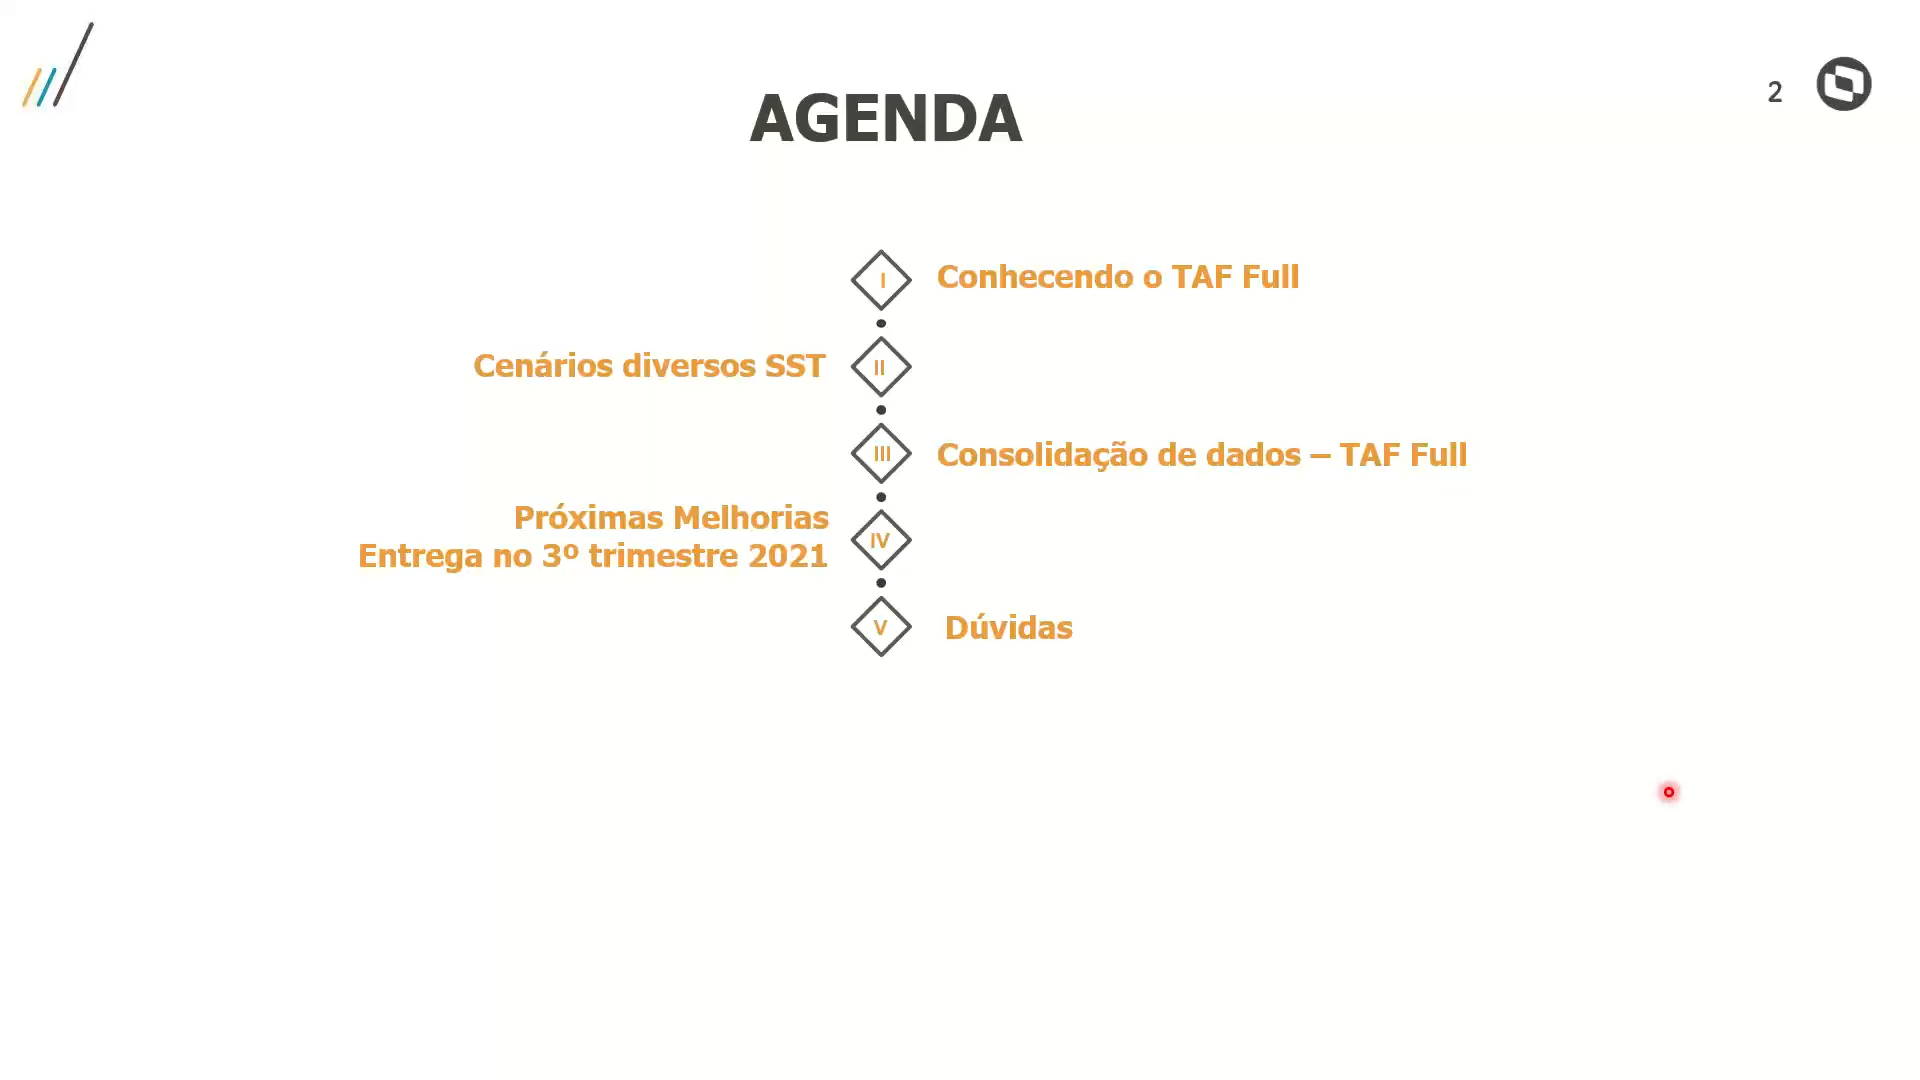 2
AGENDA
I
Conhecendo o TAF Full
Cenários diversos SST
II
III
Consolidação de dados – TAF Full
Próximas Melhorias
Entrega no 3º trimestre 2021
IV
V
Dúvidas